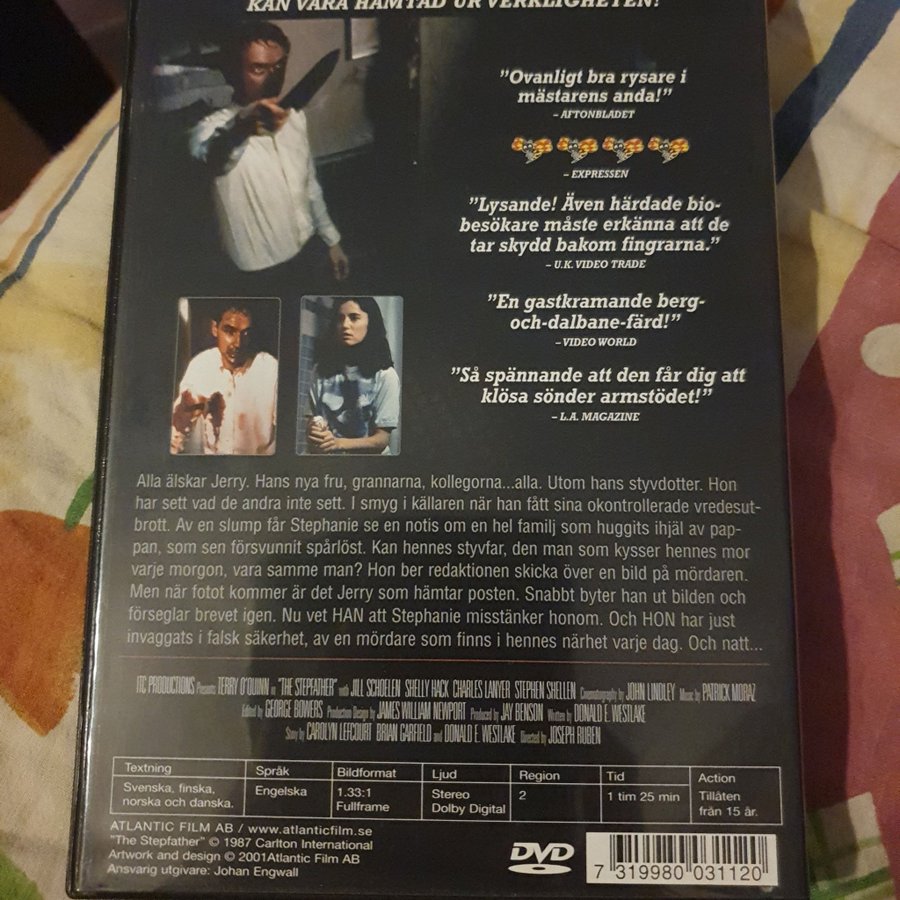 KAN VARA HÄMTAD UR VERKLIGHETEN!
"Ovanligt bra rysare i
mästarens anda!"
– AFTONBLADET
– EXPRESSEN
"Lysande! Även härdade bio-
besökare måste erkänna att de
tar skydd bakom fingrarna."
– U.K. VIDEO TRADE
"En gastkramande berg-
och-dalbane-färd!"
– VIDEO WORLD
"Så spännande att den får dig att
klösa sönder armstödet!"
– L.A. MAGAZINE
Alla älskar Jerry. Hans nya fru, grannarna, kollegorna...alla. Utom hans styvdotter. Hon
har sett vad de andra inte sett. I smyg i källaren när han fått sina okontrollerade vredesut-
brott. Av en slump får Stephanie se en notis om en hel familj som huggits ihjäl av pap-
pan, som sen försvunnit spårlöst. Kan hennes styvfar, den man som kysser hennes mor
varje morgon, vara samme man? Hon ber redaktionen skicka över en bild på mördaren.
Men när fotot kommer är det Jerry som hämtar posten. Snabbt byter han ut bilden och
förseglar brevet igen. Nu vet HAN att Stephanie misstänker honom. Och HON har just
invaggats i falsk säkerhet, av en mördare som finns i hennes närhet varje dag. Och natt...
ITC PRODUCTIONS Presents TERRY O'QUINN in "THE STEPFATHER" with JILL SCHOELEN SHELLY HACK CHARLES LANYER STEPHEN SHELLEN Cinematography by JOHN LINDLEY Music by PATRICK MORAZ
Edited by GEORGE BOWERS Production Design by JAMES WILLIAM NEWPORT Produced by JAY BENSON Written by DONALD E. WESTLAKE
Story by CAROLYN LEFCOURT BRIAN GARFIELD and DONALD E. WESTLAKE Directed by JOSEPH RUBEN
Textning Språk Bildformat Ljud Region Tid Action
Svenska, finska, Engelska 1.33:1 Stereo 2 1 tim 25 min Tillåten
norska och danska. Fullframe Dolby Digital från 15 år.
ATLANTIC FILM AB / www.atlanticfilm.se
"The Stepfather" © 1987 Carlton International
Artwork and design © 2001Atlantic Film AB
Ansvarig utgivare: Johan Engwall
DVD
VIDEO
7 319980 031120